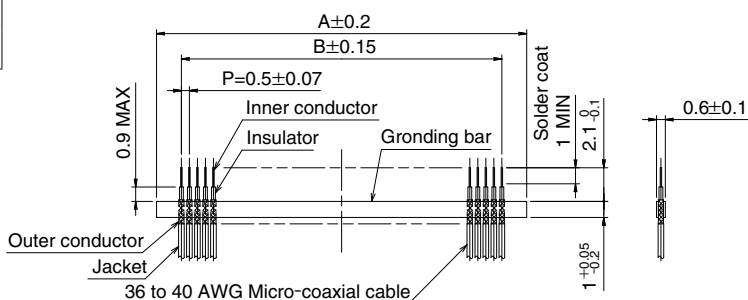 A±0.2
B±0.15
P=0.5±0.07
Inner conductor
Insulator
Gronding bar
0.9 MAX
Solder coat
1 MIN
2.1 0 -0.1
0.6±0.1
Outer conductor
Jacket
36 to 40 AWG Micro-coaxial cable
1 +0.05 -0.2